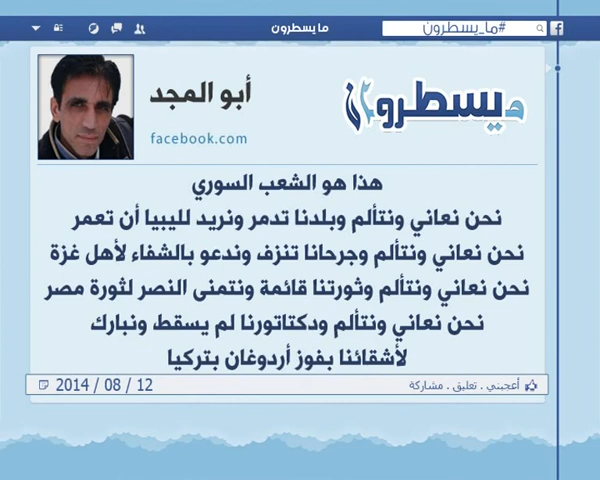 ما يسطرون
#ما_يسطرون
f
أبو المجد
facebook.com
ما يسطرون
هذا هو الشعب السوري
نحن نعاني ونتألم وبلدنا تدمر ونريد لليبيا أن تعمر
نحن نعاني ونتألم وجرحانا تنزف وندعو بالشفاء لأهل غزة
نحن نعاني ونتألم وثورتنا قائمة ونتمنى النصر لثورة مصر
نحن نعاني ونتألم ودكتاتورنا لم يسقط ونبارك
لأشقائنا بفوز أردوغان بتركيا
أعجبني . تعليق . مشاركة
2014 / 08 / 12